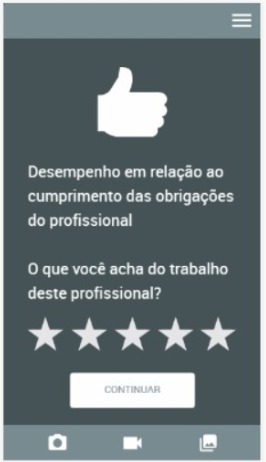 Desempenho em relação ao
cumprimento das obrigações
do profissional
O que você acha do trabalho
deste profissional?
CONTINUAR